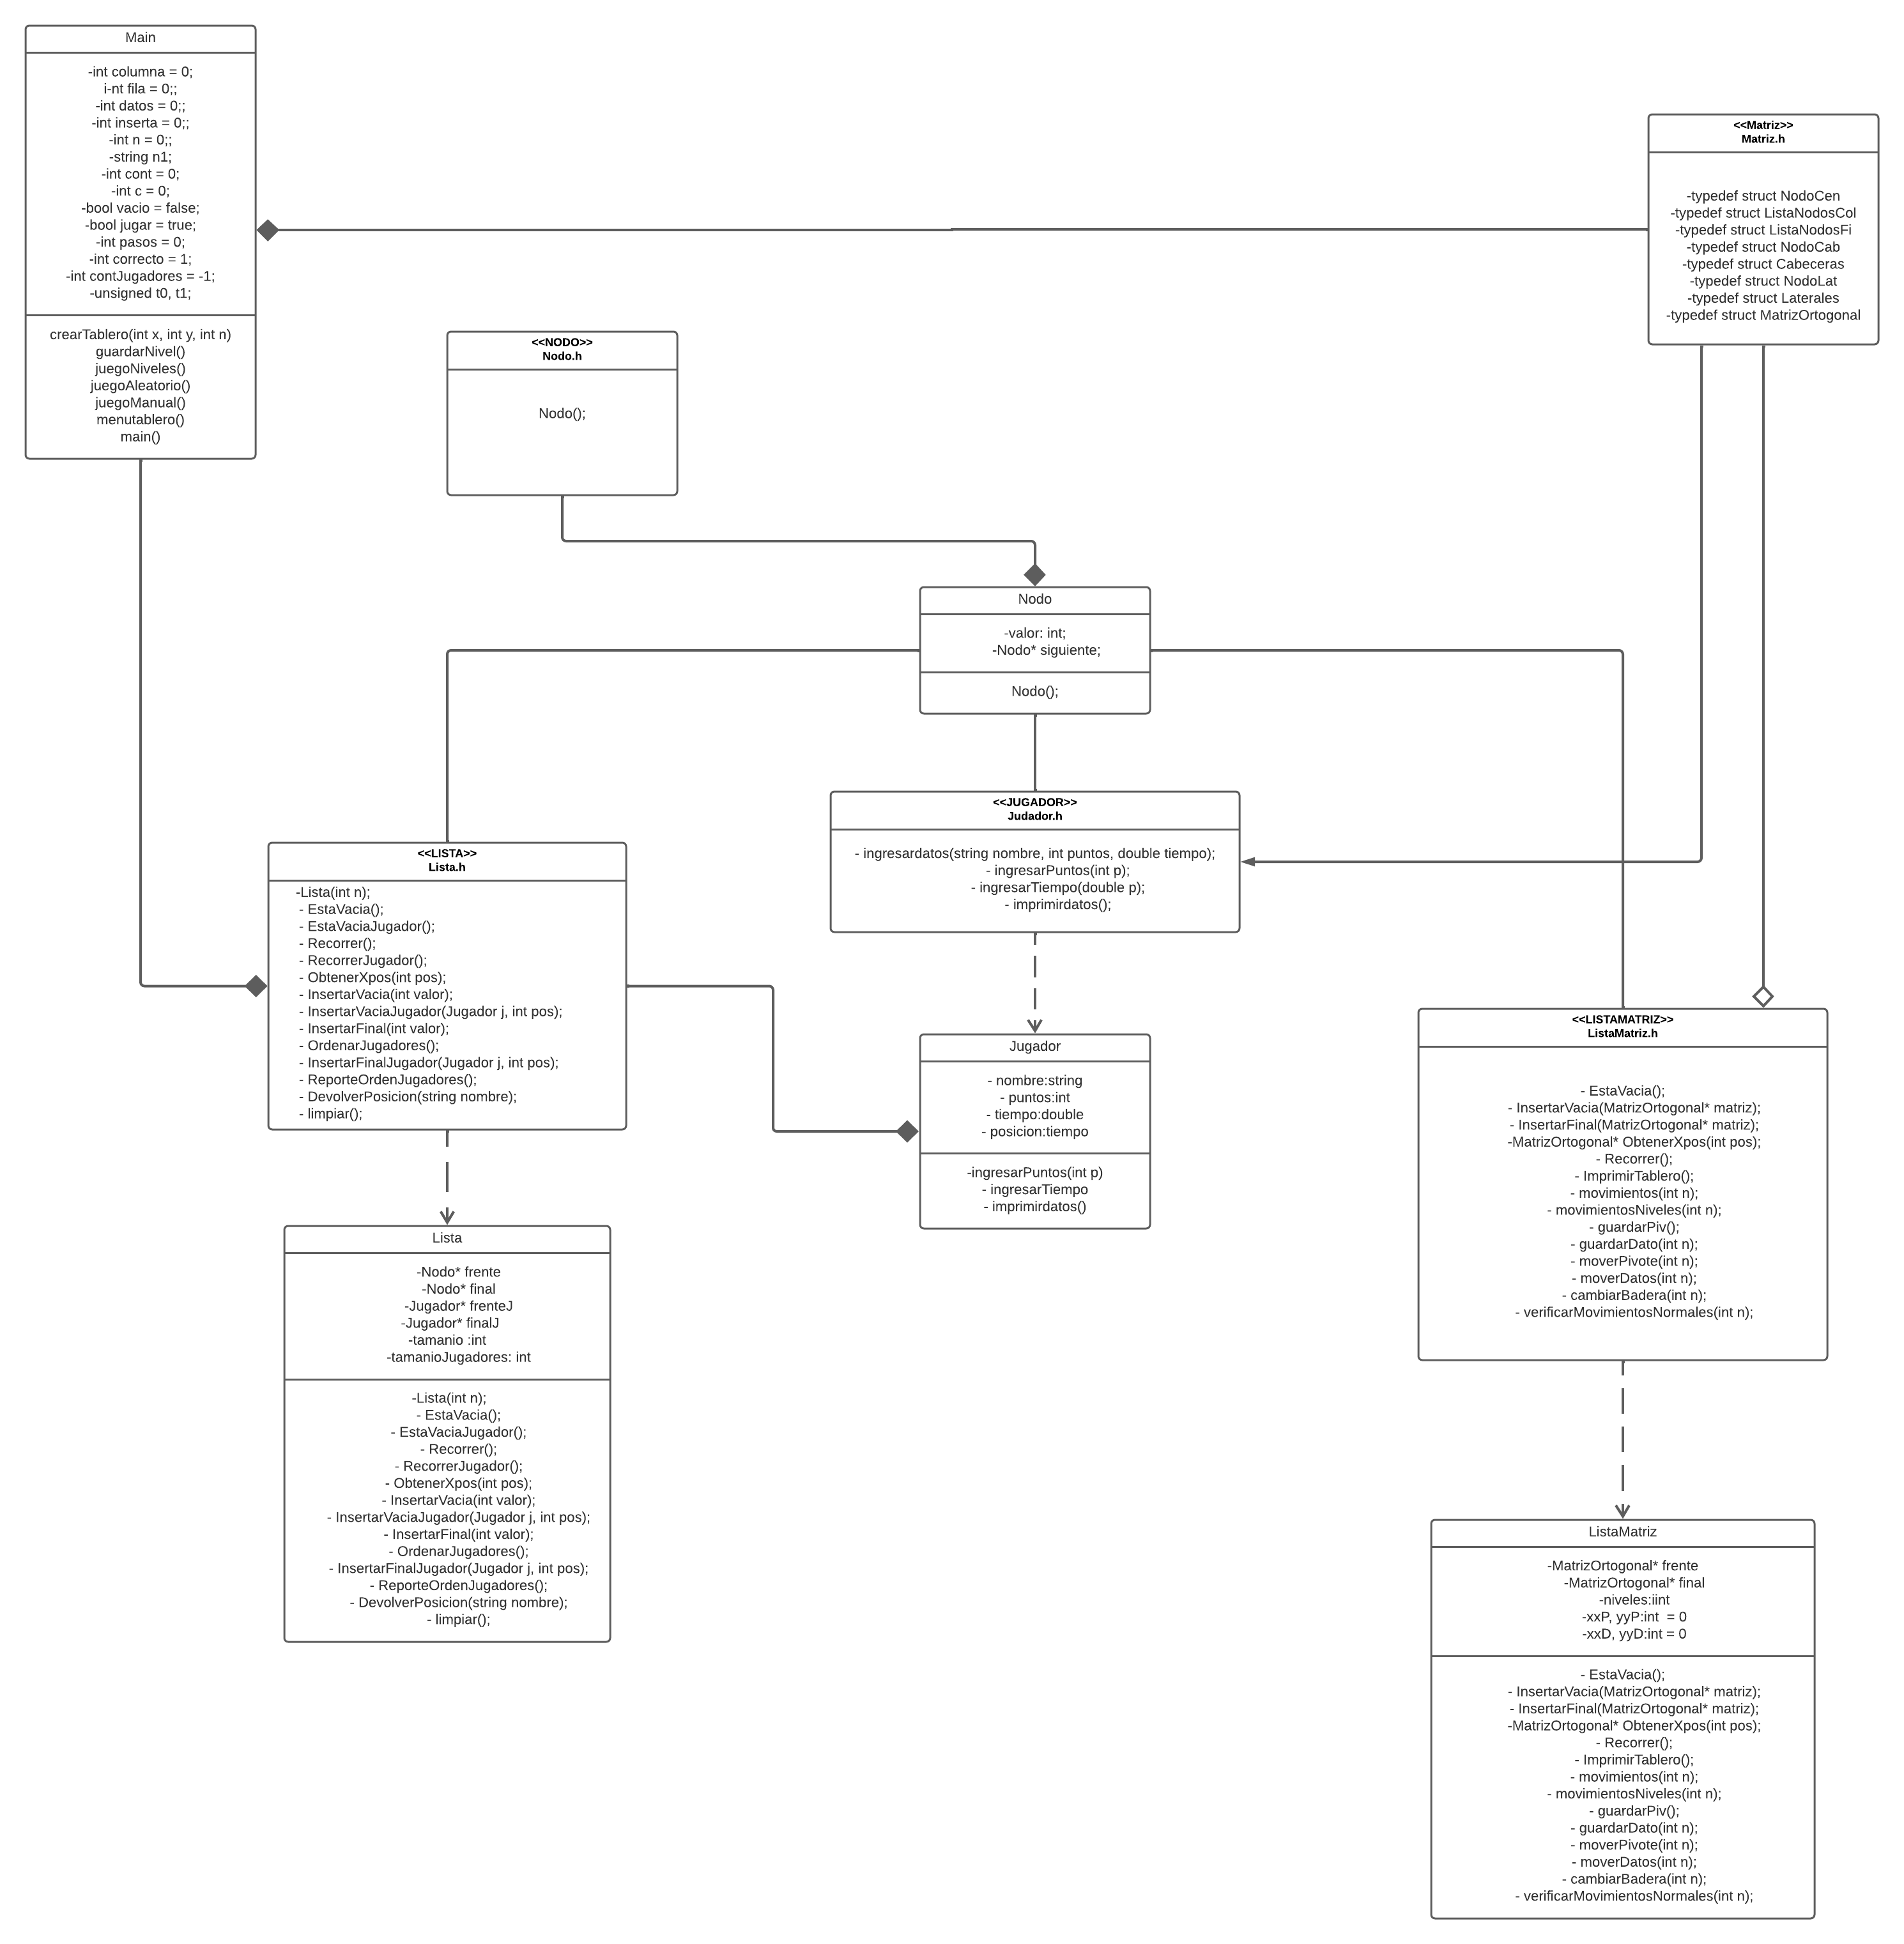 Main
-int columna = 0;
i-nt fila = 0;;
-int datos = 0;;
-int inserta = 0;;
-int n = 0;;
-string n1;
-int cont = 0;
-int c = 0;
-bool vacio = false;
-bool jugar = true;
-int pasos = 0;
-int correcto = 1;
-int contJugadores = -1;
-unsigned t0, t1;
crearTablero(int x, int y, int n)
guardarNivel()
juegoNiveles()
juegoAleatorio()
juegoManual()
menutablero()
main()
<<Matriz>>
Matriz.h
-typedef struct NodoCen
-typedef struct ListaNodosCol
-typedef struct ListaNodosFi
-typedef struct NodoCab
-typedef struct Cabeceras
-typedef struct NodoLat
-typedef struct Laterales
-typedef struct MatrizOrtogonal
<<NODO>>
Nodo.h
Nodo();
Nodo
-valor: int;
-Nodo* siguiente;
Nodo();
<<JUGADOR>>
Judador.h
- ingresardatos(string nombre, int puntos, double tiempo);
- ingresarPuntos(int p);
- ingresarTiempo(double p);
- imprimirdatos();
<<LISTA>>
Lista.h
-Lista(int n);
- EstaVacia();
- EstaVaciaJugador();
- Recorrer();
- RecorrerJugador();
- ObtenerXpos(int pos);
- InsertarVacia(int valor);
- InsertarVaciaJugador(Jugador j, int pos);
- InsertarFinal(int valor);
- OrdenarJugadores();
- InsertarFinalJugador(Jugador j, int pos);
- ReporteOrdenJugadores();
- DevolverPosicion(string nombre);
- limpiar();
Jugador
- nombre:string
- puntos:int
- tiempo:double
- posicion:tiempo
-ingresarPuntos(int p)
- ingresarTiempo
- imprimirdatos()
<<LISTAMATRIZ>>
ListaMatriz.h
- EstaVacia();
- InsertarVacia(MatrizOrtogonal* matriz);
- InsertarFinal(MatrizOrtogonal* matriz);
-MatrizOrtogonal* ObtenerXpos(int pos);
- Recorrer();
- ImprimirTablero();
- movimientos(int n);
- movimientosNiveles(int n);
- guardarPiv();
- guardarDato(int n);
- moverPivote(int n);
- moverDatos(int n);
- cambiarBadera(int n);
- verificarMovimientosNormales(int n);
Lista
-Nodo* frente
-Nodo* final
-Jugador* frenteJ
-Jugador* finalJ
-tamanio :int
-tamanioJugadores: int
-Lista(int n);
- EstaVacia();
- EstaVaciaJugador();
- Recorrer();
- RecorrerJugador();
- ObtenerXpos(int pos);
- InsertarVacia(int valor);
- InsertarVaciaJugador(Jugador j, int pos);
- InsertarFinal(int valor);
- OrdenarJugadores();
- InsertarFinalJugador(Jugador j, int pos);
- ReporteOrdenJugadores();
- DevolverPosicion(string nombre);
- limpiar();
ListaMatriz
-MatrizOrtogonal* frente
-MatrizOrtogonal* final
-niveles:iint
-xxP, yyP:int  = 0
-xxD, yyD:int = 0
- EstaVacia();
- InsertarVacia(MatrizOrtogonal* matriz);
- InsertarFinal(MatrizOrtogonal* matriz);
-MatrizOrtogonal* ObtenerXpos(int pos);
- Recorrer();
- ImprimirTablero();
- movimientos(int n);
- movimientosNiveles(int n);
- guardarPiv();
- guardarDato(int n);
- moverPivote(int n);
- moverDatos(int n);
- cambiarBadera(int n);
- verificarMovimientosNormales(int n);